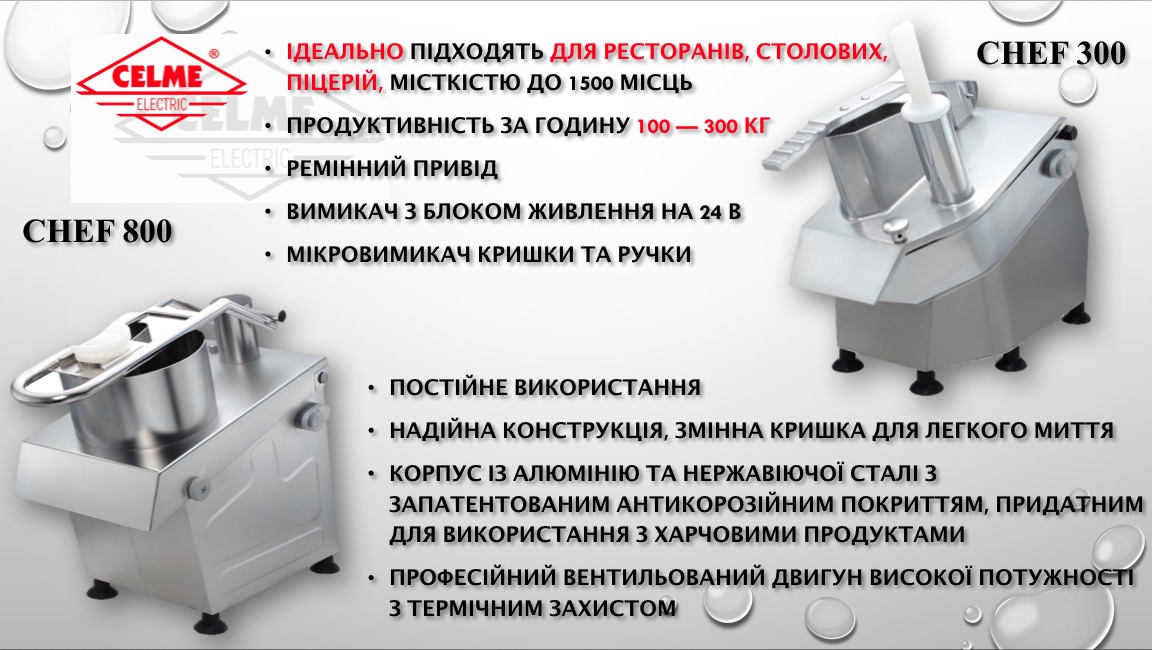 CELME®
ELECTRIC
CELME
ELECTRIC
• ІДЕАЛЬНО ПІДХОДЯТЬ ДЛЯ РЕСТОРАНІВ, СТОЛОВИХ,
ПІЦЕРІЙ, МІСТКІСТЮ ДО 1500 МІСЦЬ
• ПРОДУКТИВНІСТЬ ЗА ГОДИНУ 100 — 300 КГ
• РЕМІННИЙ ПРИВІД
• ВИМИКАЧ З БЛОКОМ ЖИВЛЕННЯ НА 24 В
• МІКРОВИМИКАЧ КРИШКИ ТА РУЧКИ
CHEF 300
CHEF 800
• ПОСТІЙНЕ ВИКОРИСТАННЯ
• НАДІЙНА КОНСТРУКЦІЯ, ЗМІННА КРИШКА ДЛЯ ЛЕГКОГО МИТТЯ
• КОРПУС ІЗ АЛЮМІНІЮ ТА НЕРЖАВІЮЧОЇ СТАЛІ З
ЗАПАТЕНТОВАНИМ АНТИКОРОЗІЙНИМ ПОКРИТТЯМ, ПРИДАТНИМ
ДЛЯ ВИКОРИСТАННЯ З ХАРЧОВИМИ ПРОДУКТАМИ
• ПРОФЕСІЙНИЙ ВЕНТИЛЬОВАНИЙ ДВИГУН ВИСОКОЇ ПОТУЖНОСТІ
З ТЕРМІЧНИМ ЗАХИСТОМ